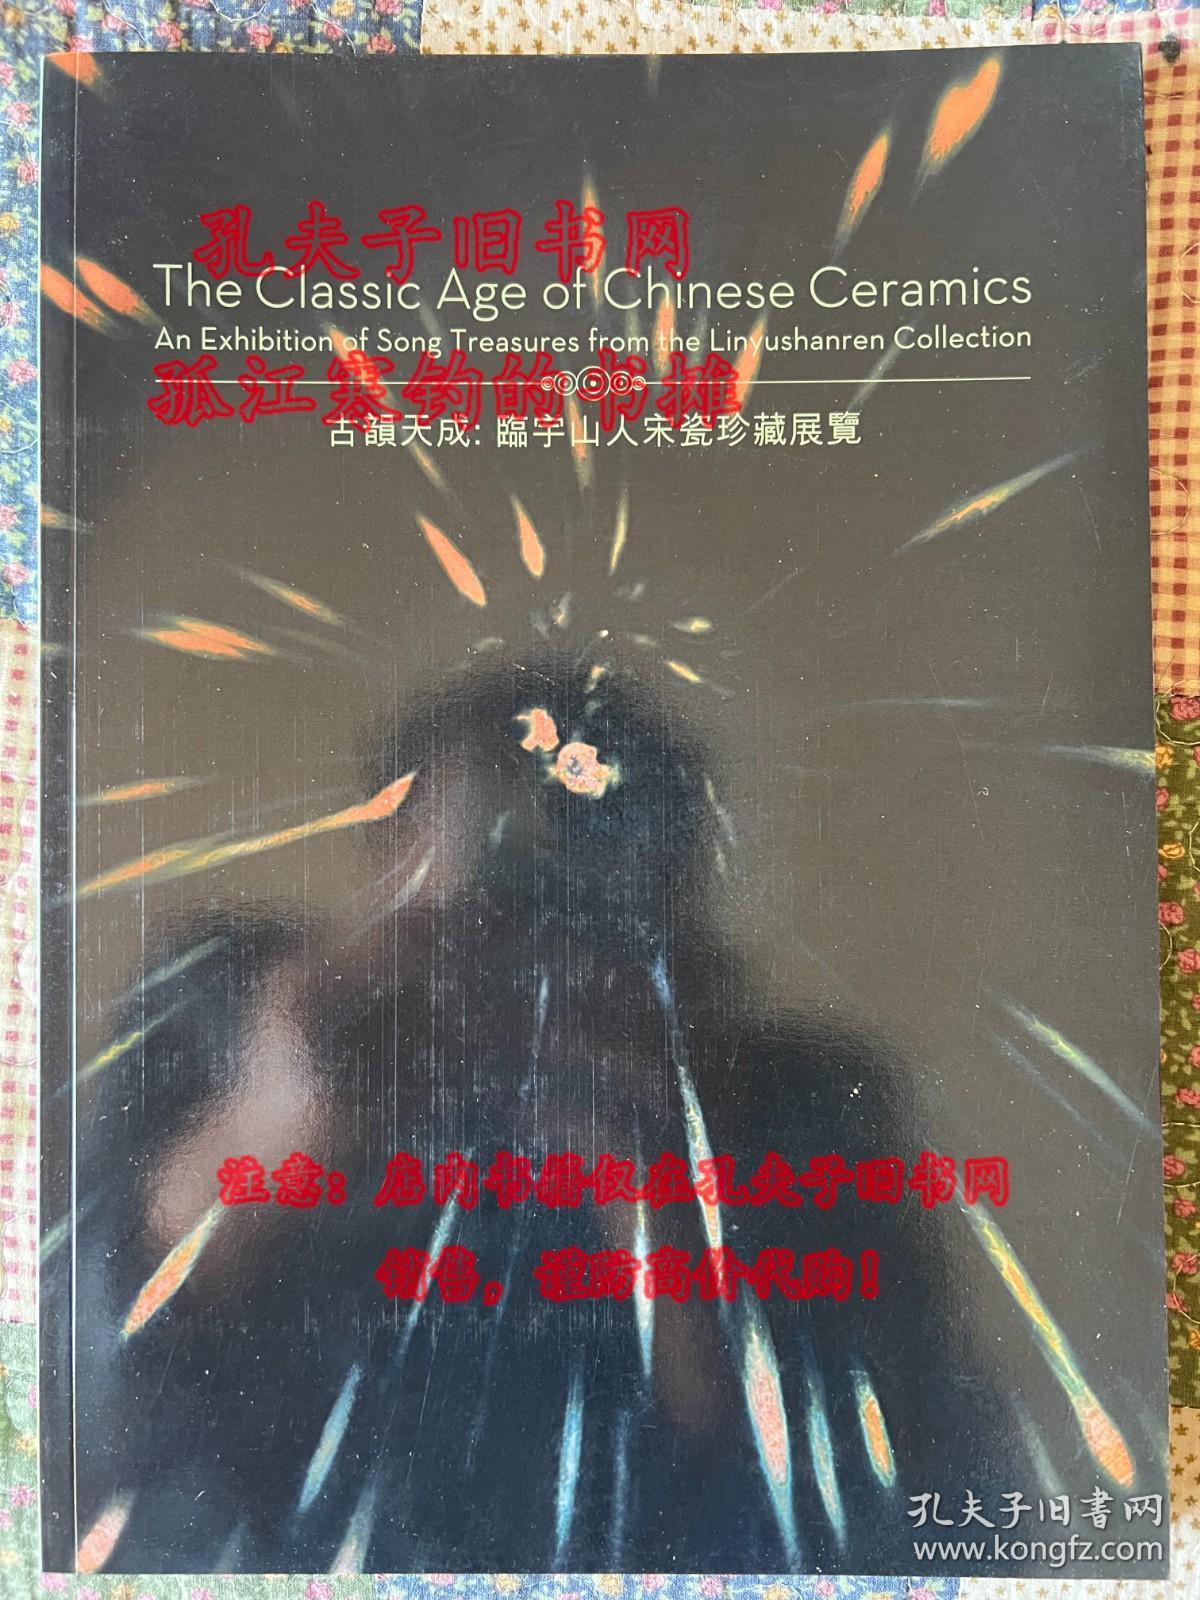 孔夫子旧书网
The Classic Age of Chinese Ceramics
An Exhibition of Song Treasures from the Linyushanren Collection
孤江寒钓的书摊
古韻天成: 臨宇山人宋瓷珍藏展覽
注意：店内书籍仅在孔夫子旧书网
销售，谨防高价代购！
孔夫子旧書网
www.kongfz.com